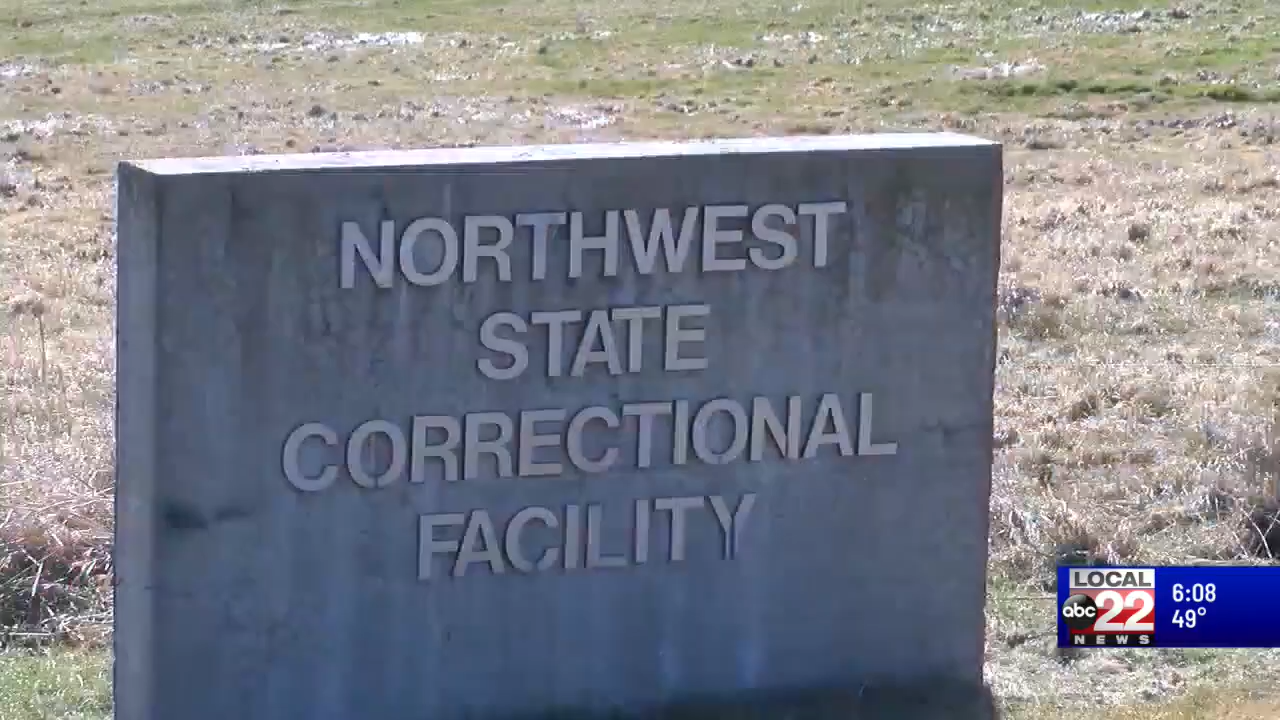 NORTHWEST
STATE
CORRECTIONAL
FACILITY
LOCAL
abc 22
NEWS
6:08
49°